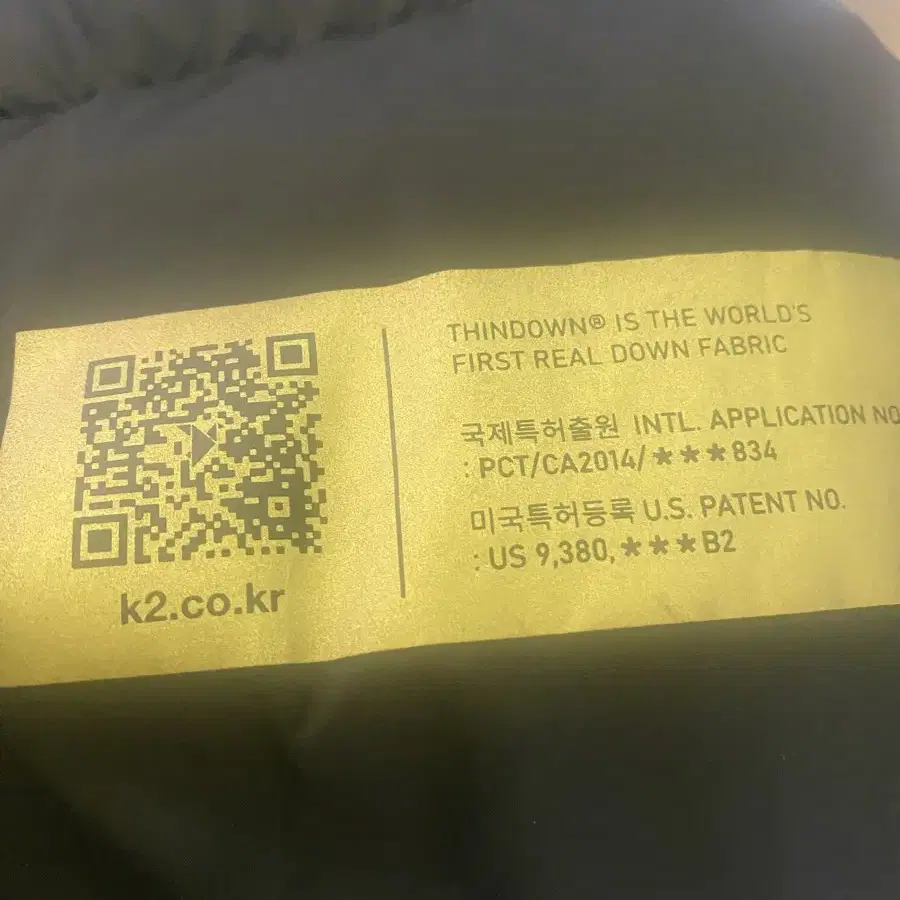 THINDOWN® IS THE WORLD'S
FIRST REAL DOWN FABRIC
국제특허출원 INTL. APPLICATION NO
: PCT/CA2014/***834
미국특허등록 U.S. PATENT NO.
: US 9,380,***B2
k2.co.kr